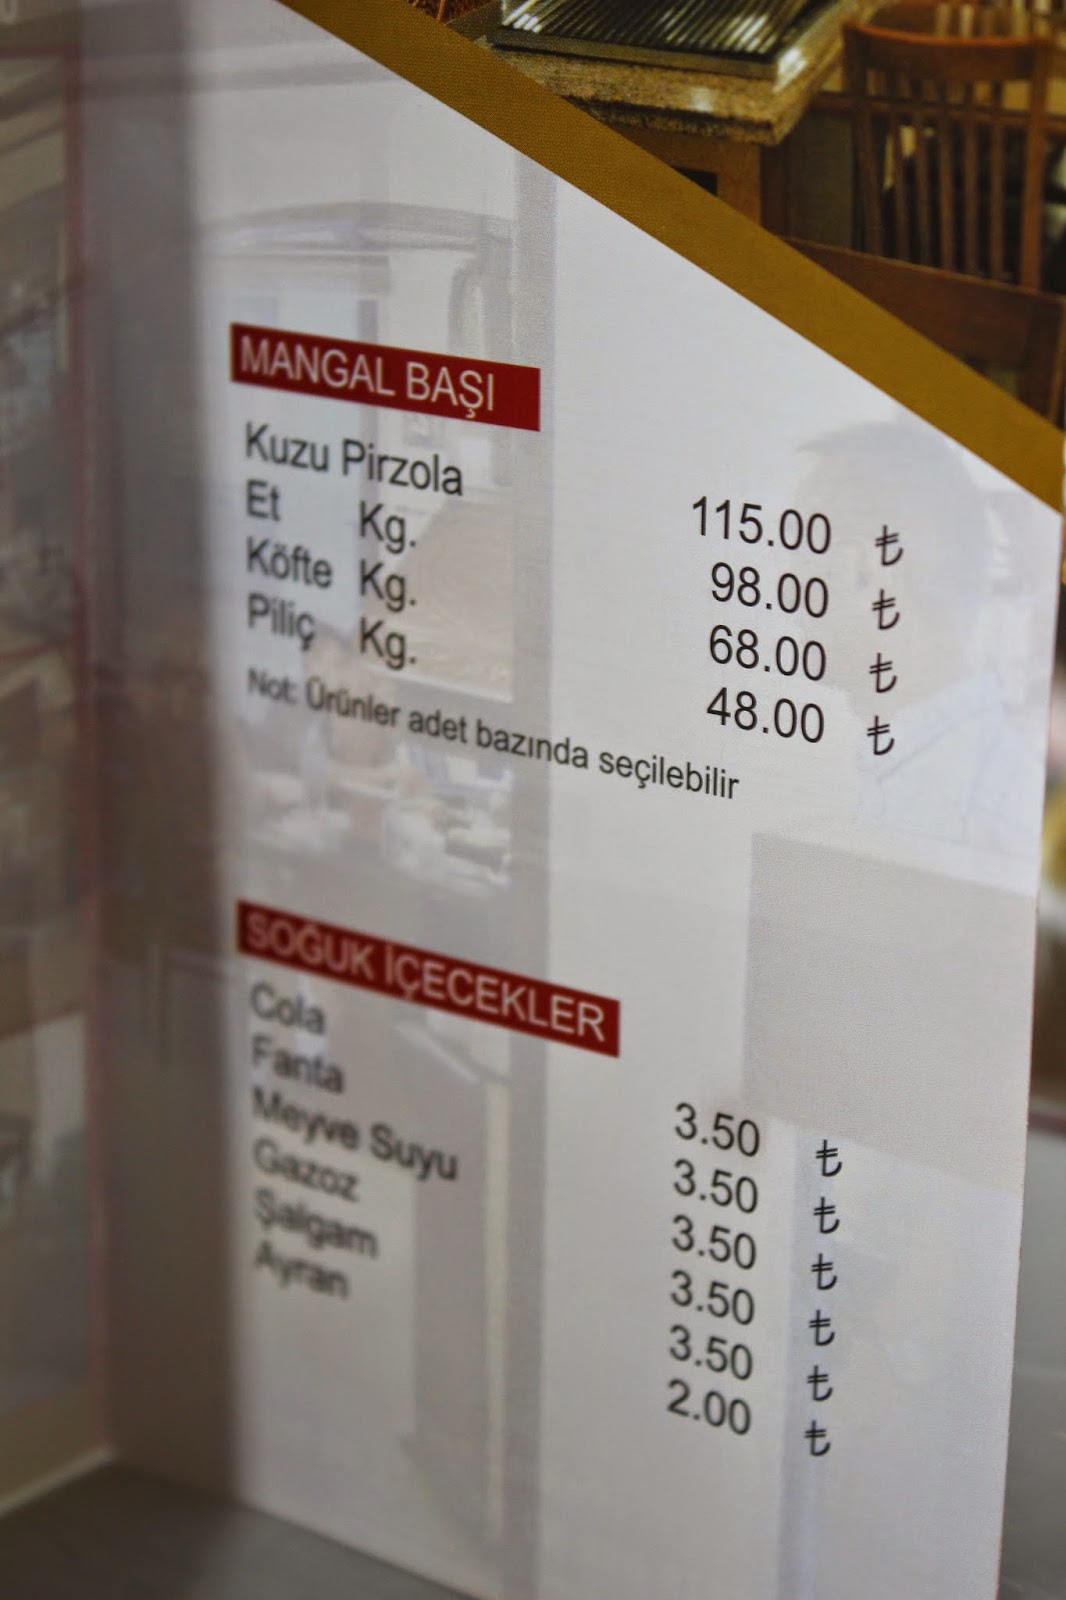 MANGAL BAŞI
Kuzu Pirzola 115.00 ₺
Et Kg. 98.00 ₺
Köfte Kg. 68.00 ₺
Piliç Kg. 48.00 ₺
Not: Ürünler adet bazında seçilebilir
SOĞUK İÇECEKLER
Cola 3.50 ₺
Fanta 3.50 ₺
Meyve Suyu 3.50 ₺
Gazoz 3.50 ₺
Şalgam 3.50 ₺
Ayran 2.00 ₺